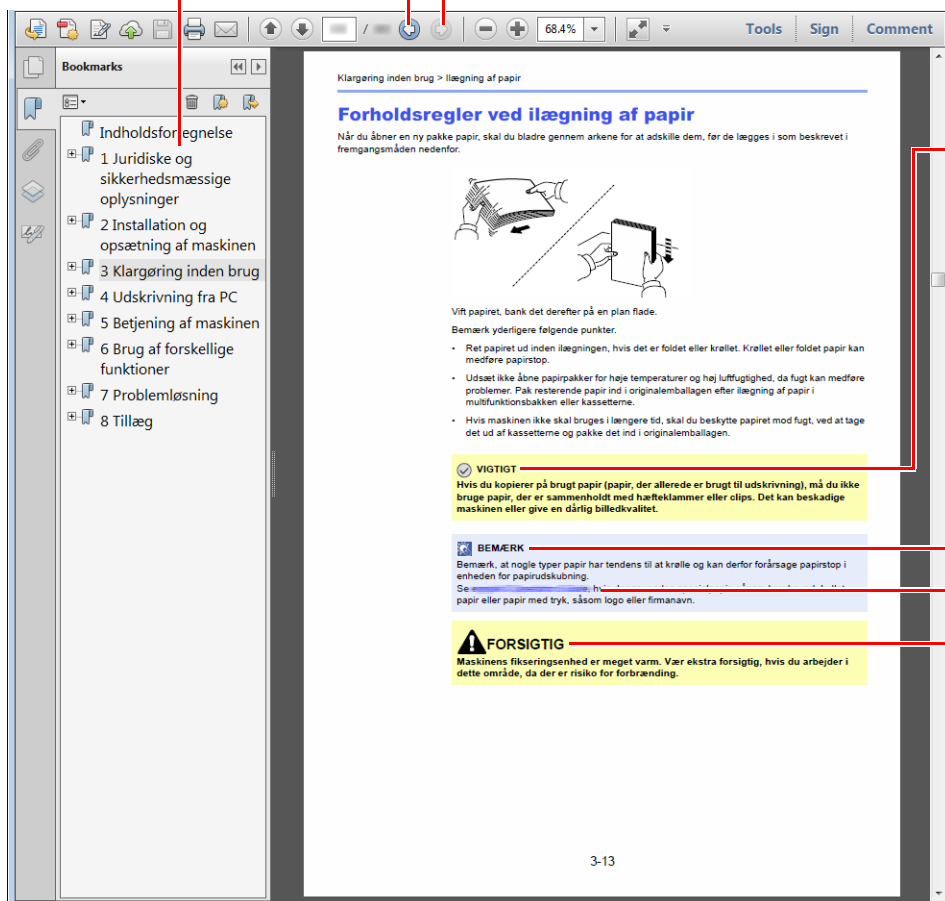 /
68.4%
Tools
Sign
Comment
Bookmarks
Indholdsfortegnelse
1 Juridiske og
sikkerhedsmæssige
oplysninger
2 Installation og
opsætning af maskinen
3 Klargøring inden brug
4 Udskrivning fra PC
5 Betjening af maskinen
6 Brug af forskellige
funktioner
7 Problemløsning
8 Tillæg
Klargøring inden brug > Ilægning af papir
Forholdsregler ved ilægning af papir
Når du åbner en ny pakke papir, skal du bladre gennem arkene for at adskille dem, før de lægges i som beskrevet i
fremgangsmåden nedenfor.
Vift papiret, bank det derefter på en plan flade.
Bemærk yderligere følgende punkter.
• Ret papiret ud inden ilægningen, hvis det er foldet eller krøllet. Krøllet eller foldet papir kan
medføre papirstop.
• Udsæt ikke åbne papirpakker for høje temperaturer og høj luftfugtighed, da fugt kan medføre
problemer. Pak resterende papir ind i originalemballagen efter ilægning af papir i
multifunktionsbakken eller kassetterne.
• Hvis maskinen ikke skal bruges i længere tid, skal du beskytte papiret mod fugt, ved at tage
det ud af kassetterne og pakke det ind i originalemballagen.
VIGTIGT
Hvis du kopierer på brugt papir (papir, der allerede er brugt til udskrivning), må du ikke
bruge papir, der er sammenholdt med hæfteklammer eller clips. Det kan beskadige
maskinen eller give en dårlig billedkvalitet.
BEMÆRK
Bemærk, at nogle typer papir har tendens til at krølle og kan derfor forårsage papirstop i
enheden for papirudskubning.
Se
papir eller papir med tryk, såsom logo eller firmanavn.
FORSIGTIG
Maskinens fikseringsenhed er meget varm. Vær ekstra forsigtig, hvis du arbejder i
dette område, da der er risiko for forbrænding.
3-13